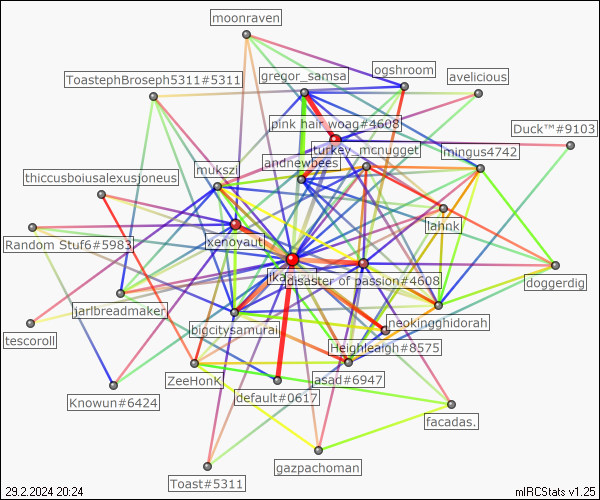 moonraven
ogshroom
gregor_samsa
avelicious
ToastephBroseph5311#5311
pink hair woag#4608
Duck™#9103
turkey_mcnugget
mingus4742
andnewbees
mukszi
thiccusboiusalexusjoneus
lahnk
xenoyaut
Random Stuf6#5983
disaster of passion#4608
doggerdig
jarlbreadmaker
neokingghidorah
bigcitysamurai
tescoroll
Heighleigh#8575
ZeeHonK
asad#6947
default#0617
Knowun#6424
facadas.
gazpachoman
Toast#5311
29.2.2024 20:24
mIRCStats v1.25